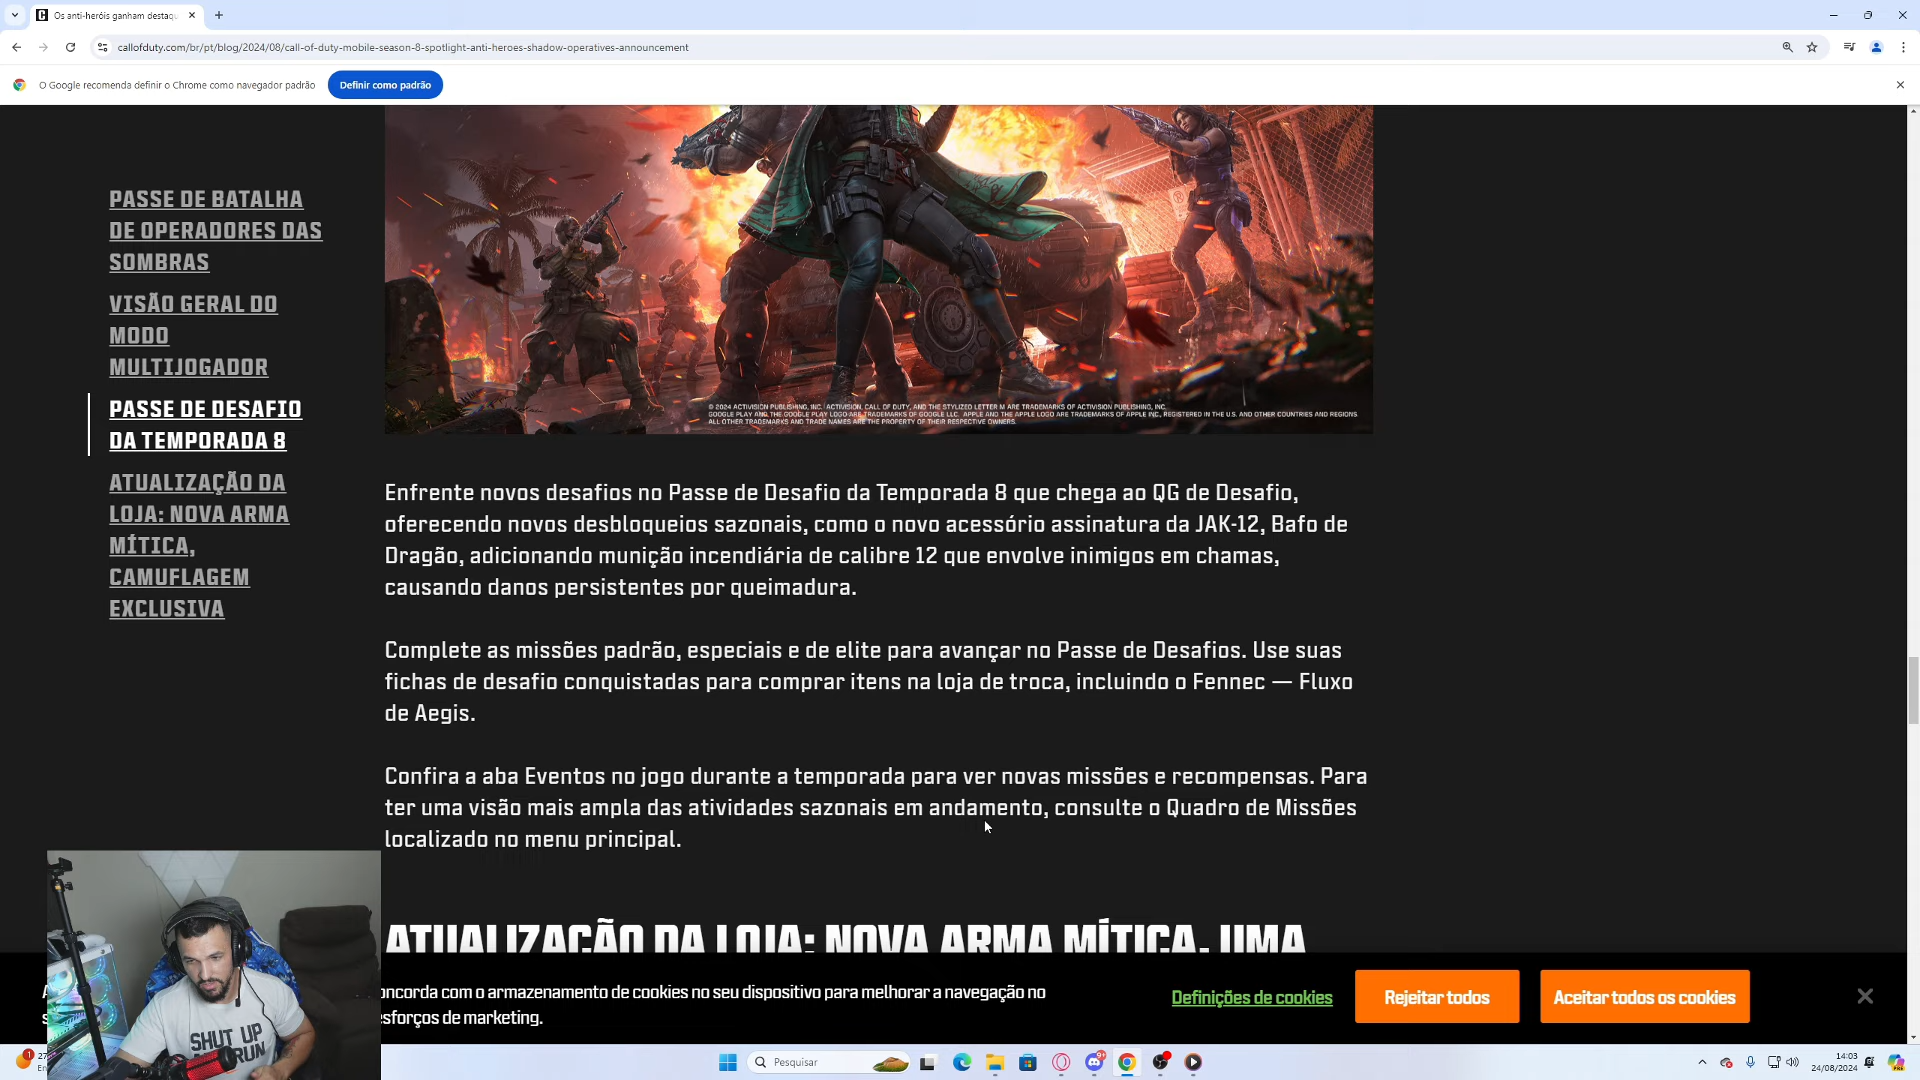 Os anti-heróis ganham destaqu
callofduty.com/br/pt/blog/2024/08/call-of-duty-mobile-season-8-spotlight-anti-heroes-shadow-operatives-announcement
O Google recomenda definir o Chrome como navegador padrão
Definir como padrão
PASSE DE BATALHA
DE OPERADORES DAS
SOMBRAS
VISÃO GERAL DO
MODO
MULTIJOGADOR
PASSE DE DESAFIO
DA TEMPORADA 8
ATUALIZAÇÃO DA
LOJA: NOVA ARMA
MÍTICA,
CAMUFLAGEM
EXCLUSIVA
© 2024 ACTIVISION PUBLISHING, INC. ACTIVISION, CALL OF DUTY, AND THE STYLIZED LETTER M ARE TRADEMARKS OF ACTIVISION PUBLISHING, INC.
GOOGLE PLAY AND THE GOOGLE PLAY LOGO ARE TRADEMARKS OF GOOGLE LLC. APPLE AND THE APPLE LOGO ARE TRADEMARKS OF APPLE INC., REGISTERED IN THE U.S. AND OTHER COUNTRIES AND REGIONS.
ALL OTHER TRADEMARKS AND TRADE NAMES ARE THE PROPERTY OF THEIR RESPECTIVE OWNERS.
Enfrente novos desafios no Passe de Desafio da Temporada 8 que chega ao QG de Desafio,
oferecendo novos desbloqueios sazonais, como o novo acessório assinatura da JAK-12, Bafo de
Dragão, adicionando munição incendiária de calibre 12 que envolve inimigos em chamas,
causando danos persistentes por queimadura.
Complete as missões padrão, especiais e de elite para avançar no Passe de Desafios. Use suas
fichas de desafio conquistadas para comprar itens na loja de troca, incluindo o Fennec — Fluxo
de Aegis.
Confira a aba Eventos no jogo durante a temporada para ver novas missões e recompensas. Para
ter uma visão mais ampla das atividades sazonais em andamento, consulte o Quadro de Missões
localizado no menu principal.
ATUALIZAÇÃO DA LOJA: NOVA ARMA MÍTICA, UMA
oncorda com o armazenamento de cookies no seu dispositivo para melhorar a navegação no
sforços de marketing.
Definições de cookies
Rejeitar todos
Aceitar todos os cookies
SHUT UP
RUN
Pesquisar
14:03
24/08/2024